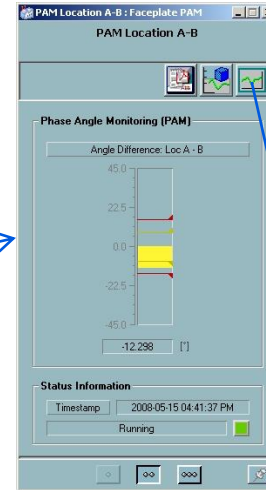 PAM Location A-B : Faceplate PAM
PAM Location A-B
Phase Angle Monitoring (PAM)
Angle Difference: Loc A - B
45.0
22.5
0.0
-22.5
-45.0
-12.298 [°]
Status Information
Timestamp 2008-05-15 04:41:37 PM
Running